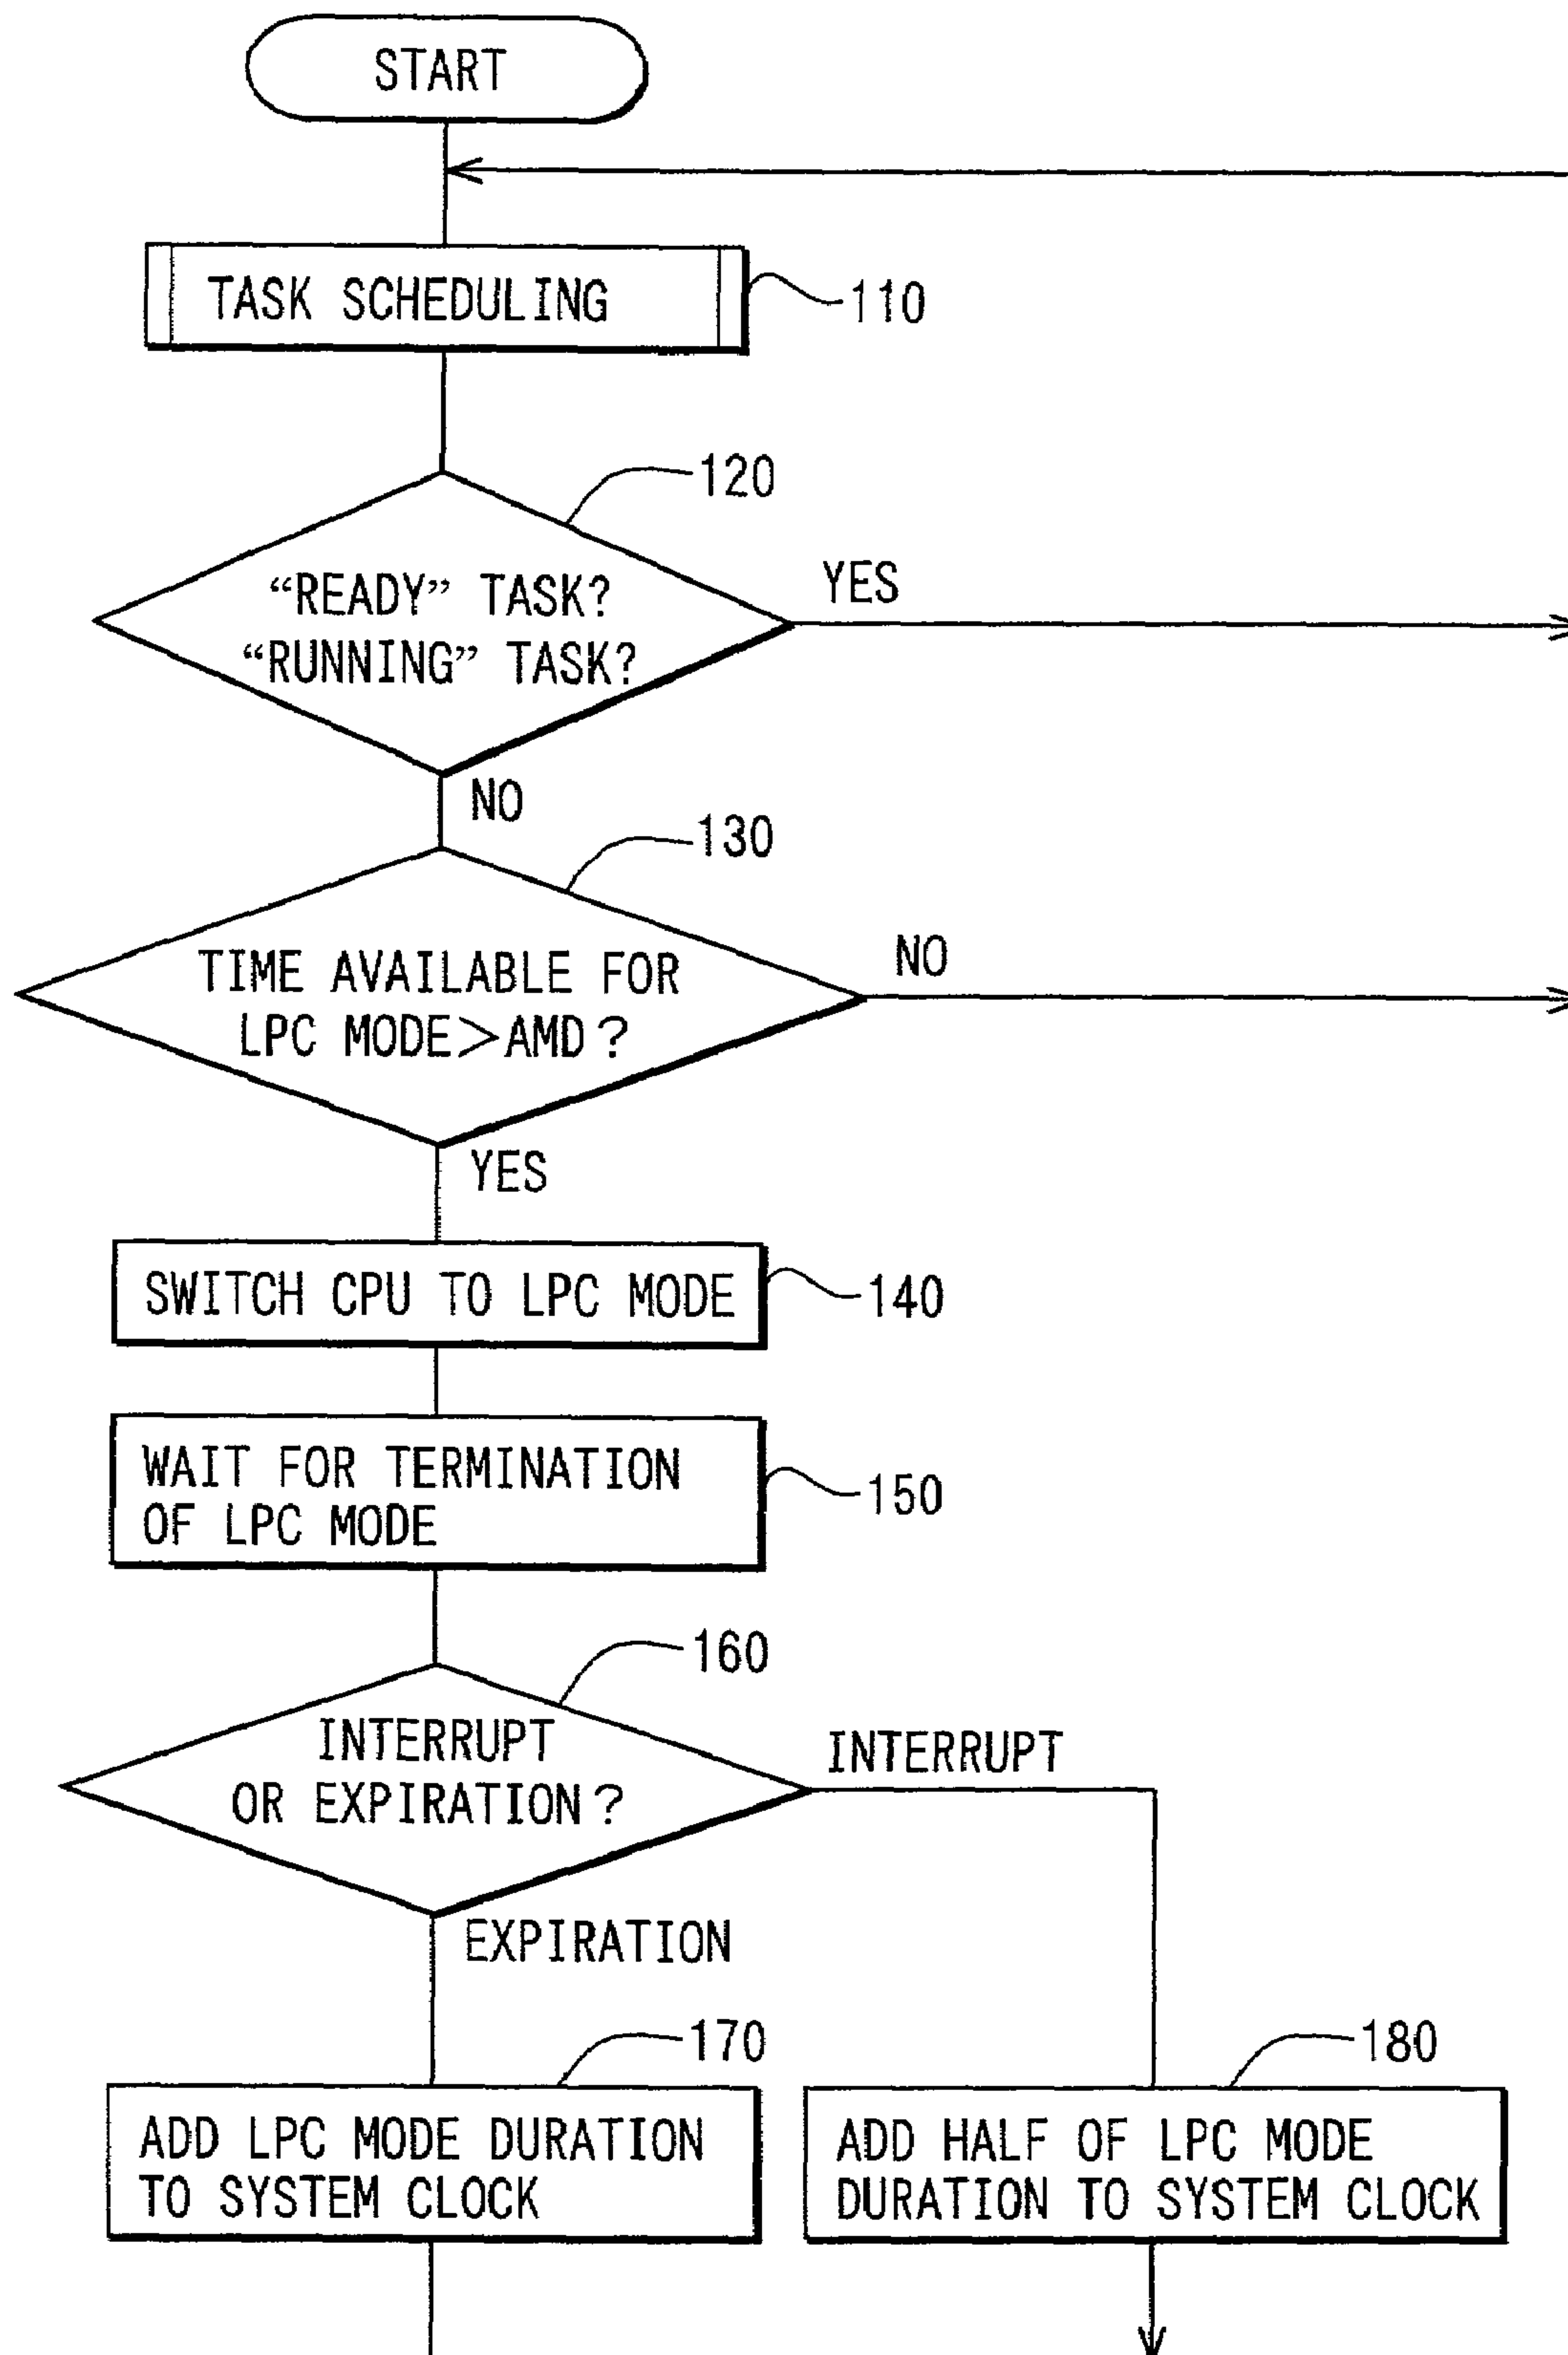 START
TASK SCHEDULING
110
120
“READY” TASK?
“RUNNING” TASK?
YES
NO
130
TIME AVAILABLE FOR
LPC MODE>AMD?
NO
YES
SWITCH CPU TO LPC MODE
140
WAIT FOR TERMINATION
OF LPC MODE
150
160
INTERRUPT
OR EXPIRATION?
INTERRUPT
EXPIRATION
170
ADD LPC MODE DURATION
TO SYSTEM CLOCK
180
ADD HALF OF LPC MODE
DURATION TO SYSTEM CLOCK